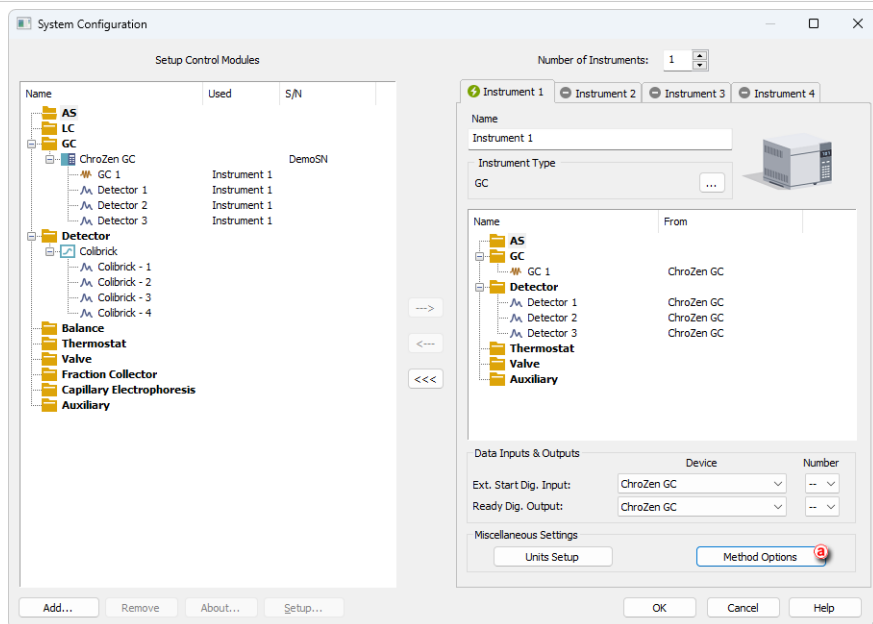 System Configuration
Setup Control Modules
Name Used S/N
AS
LC
GC
ChroZen GC DemoSN
GC 1 Instrument 1
Detector 1 Instrument 1
Detector 2 Instrument 1
Detector 3 Instrument 1
Detector
Colibrick
Colibrick - 1
Colibrick - 2
Colibrick - 3
Colibrick - 4
Balance
Thermostat
Valve
Fraction Collector
Capillary Electrophoresis
Auxiliary
Add... Remove About... Setup...
--->
<---
<<<
Number of Instruments: 1
Instrument 1 Instrument 2 Instrument 3 Instrument 4
Name
Instrument 1
Instrument Type
GC ...
Name From
AS
GC
GC 1 ChroZen GC
Detector
Detector 1 ChroZen GC
Detector 2 ChroZen GC
Detector 3 ChroZen GC
Thermostat
Valve
Auxiliary
Data Inputs & Outputs
Device Number
Ext. Start Dig. Input: ChroZen GC --
Ready Dig. Output: ChroZen GC --
Miscellaneous Settings
Units Setup Method Options a
OK Cancel Help